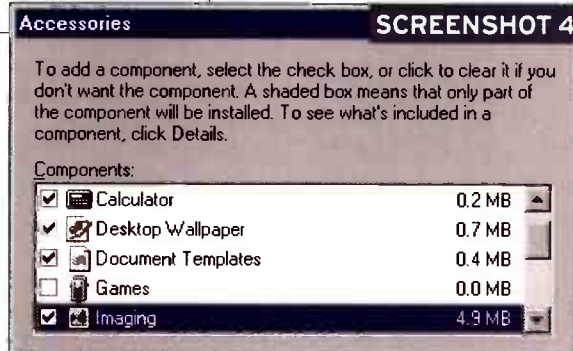 Accessories
SCREENSHOT 4
To add a component, select the check box, or click to clear it if you
don't want the component. A shaded box means that only part of
the component will be installed. To see what's included in a
component, click Details.
Components:
Calculator 0.2 MB
Desktop Wallpaper 0.7 MB
Document Templates 0.4 MB
Games 0.0 MB
Imaging 4.9 MB